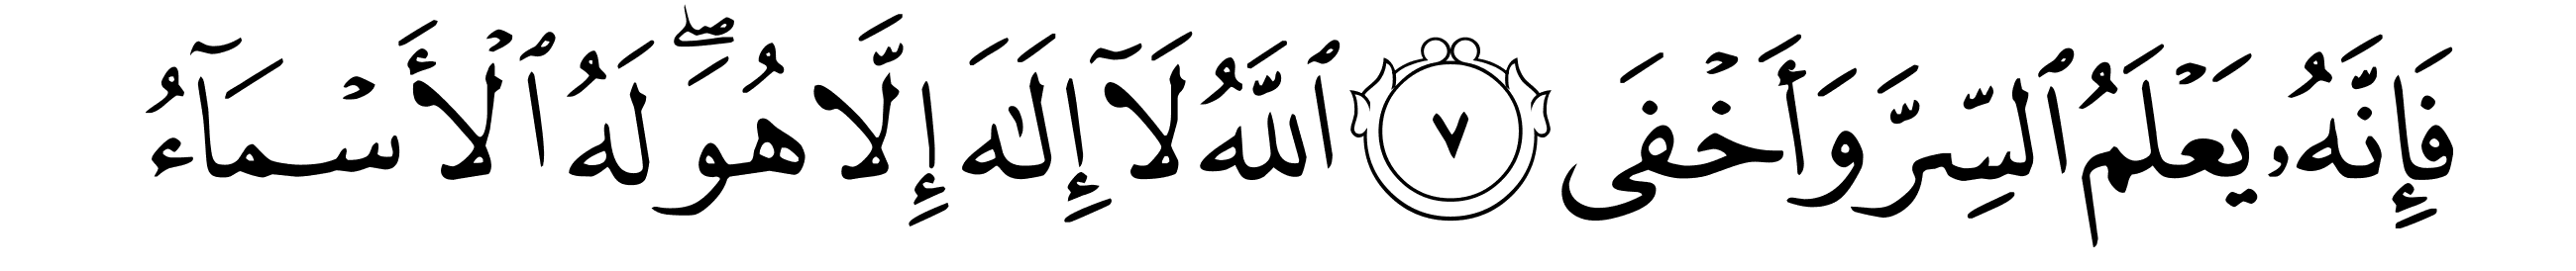 فَإِنَّهُۥ يَعْلَمُ ٱلسِّرَّ وَأَخْفَى ٧ ٱللَّهُ لَآ إِلَٰهَ إِلَّا هُوَۖ لَهُ ٱلْأَسْمَآءُ